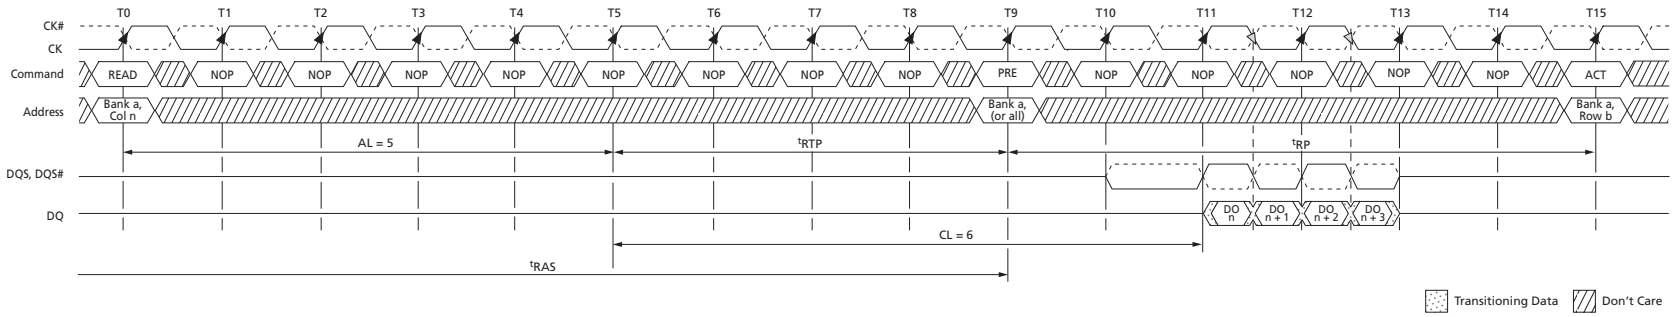 T0 T1 T2 T3 T4 T5 T6 T7 T8 T9 T10 T11 T12 T13 T14 T15
CK#
CK
Command READ NOP NOP NOP NOP NOP NOP NOP NOP PRE NOP NOP NOP NOP NOP ACT
Address Bank a, Col n Bank a, (or all) Bank a, Row b
AL = 5 tRTP tRP
DQS, DQS#
DQ DO n DO n + 1 DO n + 2 DO n + 3
CL = 6
tRAS
Transitioning Data Don't Care